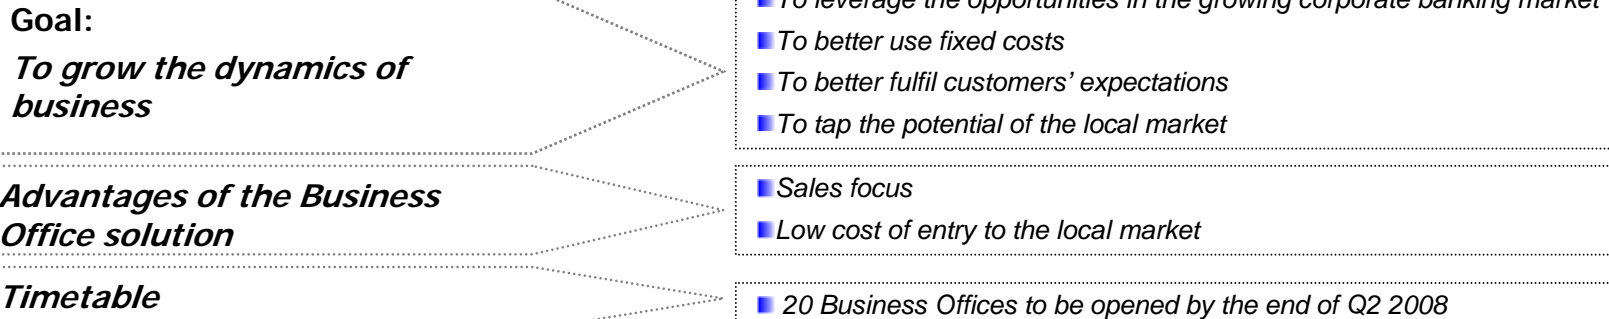 Goal:
To grow the dynamics of
business
To leverage the opportunities in the growing corporate banking market
To better use fixed costs
To better fulfil customers’ expectations
To tap the potential of the local market
Advantages of the Business
Office solution
Sales focus
Low cost of entry to the local market
Timetable
20 Business Offices to be opened by the end of Q2 2008